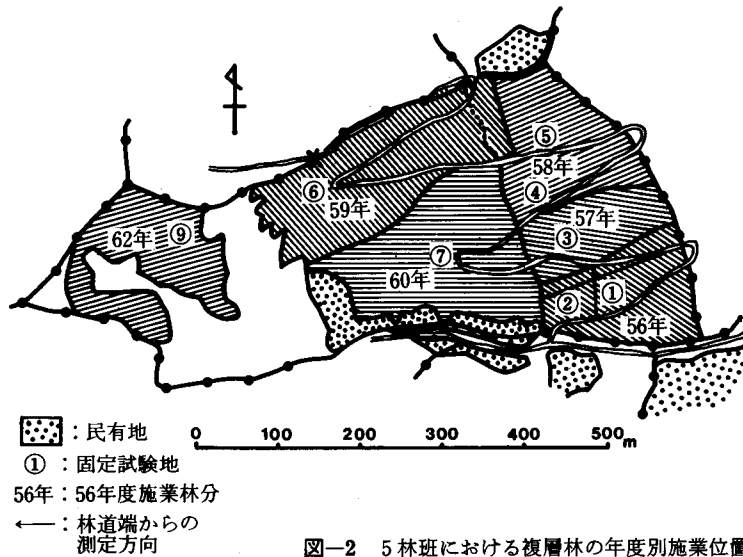 ⑤
58年
④
⑥
59年
57年
③
62年
⑨
⑦
60年
②
①
56年
：民有地
①：固定試験地
56年：56年度施業林分
←―：林道端からの
測定方向
0 100 200 300 400 500m
図―2 5林班における複層林の年度別施業位置